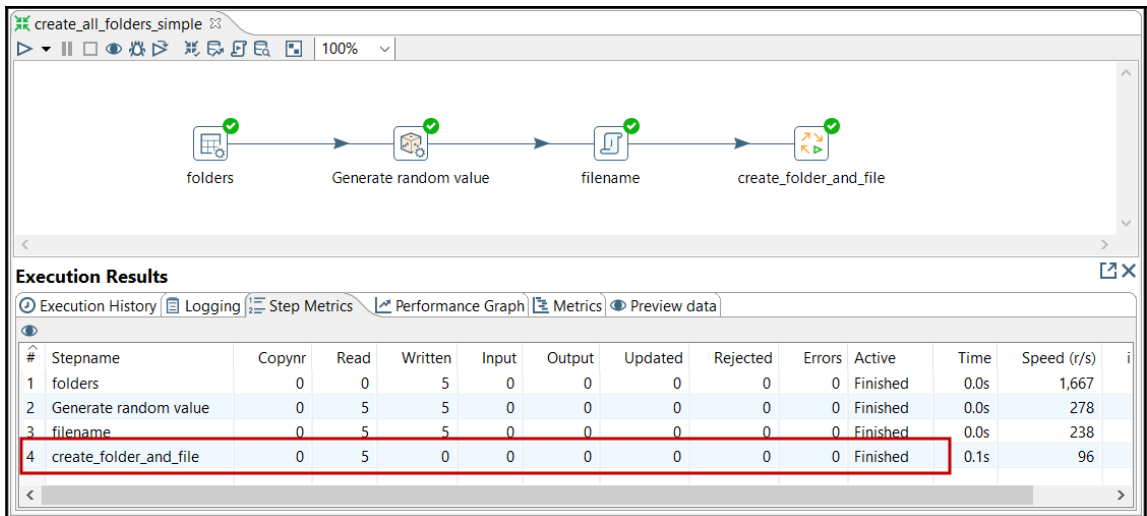 create_all_folders_simple
100%
folders Generate random value filename create_folder_and_file
Execution Results
Execution History Logging Step Metrics Performance Graph Metrics Preview data
# Stepname Copynr Read Written Input Output Updated Rejected Errors Active Time Speed (r/s) i
1 folders 0 0 5 0 0 0 0 0 Finished 0.0s 1,667
2 Generate random value 0 5 5 0 0 0 0 0 Finished 0.0s 278
3 filename 0 5 5 0 0 0 0 0 Finished 0.0s 238
4 create_folder_and_file 0 5 0 0 0 0 0 0 Finished 0.1s 96